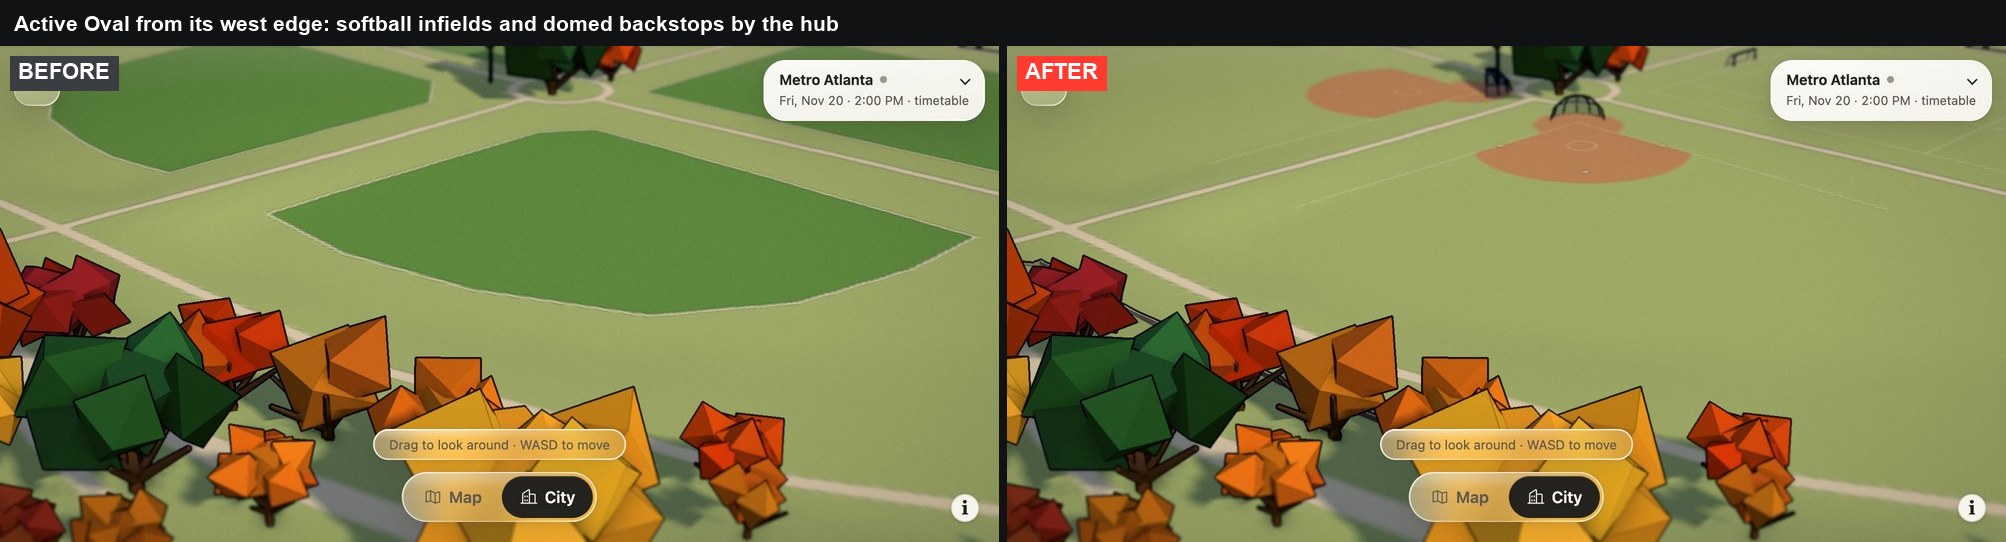 Active Oval from its west edge: softball infields and domed backstops by the hub
BEFORE
Metro Atlanta
Fri, Nov 20 · 2:00 PM · timetable
Drag to look around · WASD to move
Map
City
i
AFTER
Metro Atlanta
Fri, Nov 20 · 2:00 PM · timetable
Drag to look around · WASD to move
Map
City
i